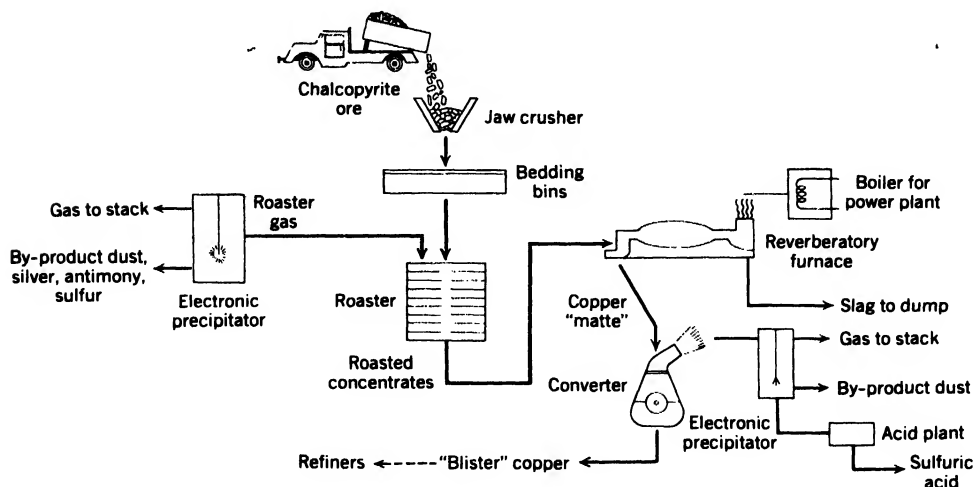 Chalcopyrite
ore
Jaw crusher
Bedding
bins
Gas to stack
Roaster
gas
By-product dust,
silver, antimony,
sulfur
Electronic
precipitator
Roaster
Roasted
concentrates
Boiler for
power plant
Reverberatory
furnace
Copper
"matte"
Slag to dump
Gas to stack
Converter
By-product dust
Electronic
precipitator
Acid plant
Sulfuric
acid
Refiners
"Blister" copper